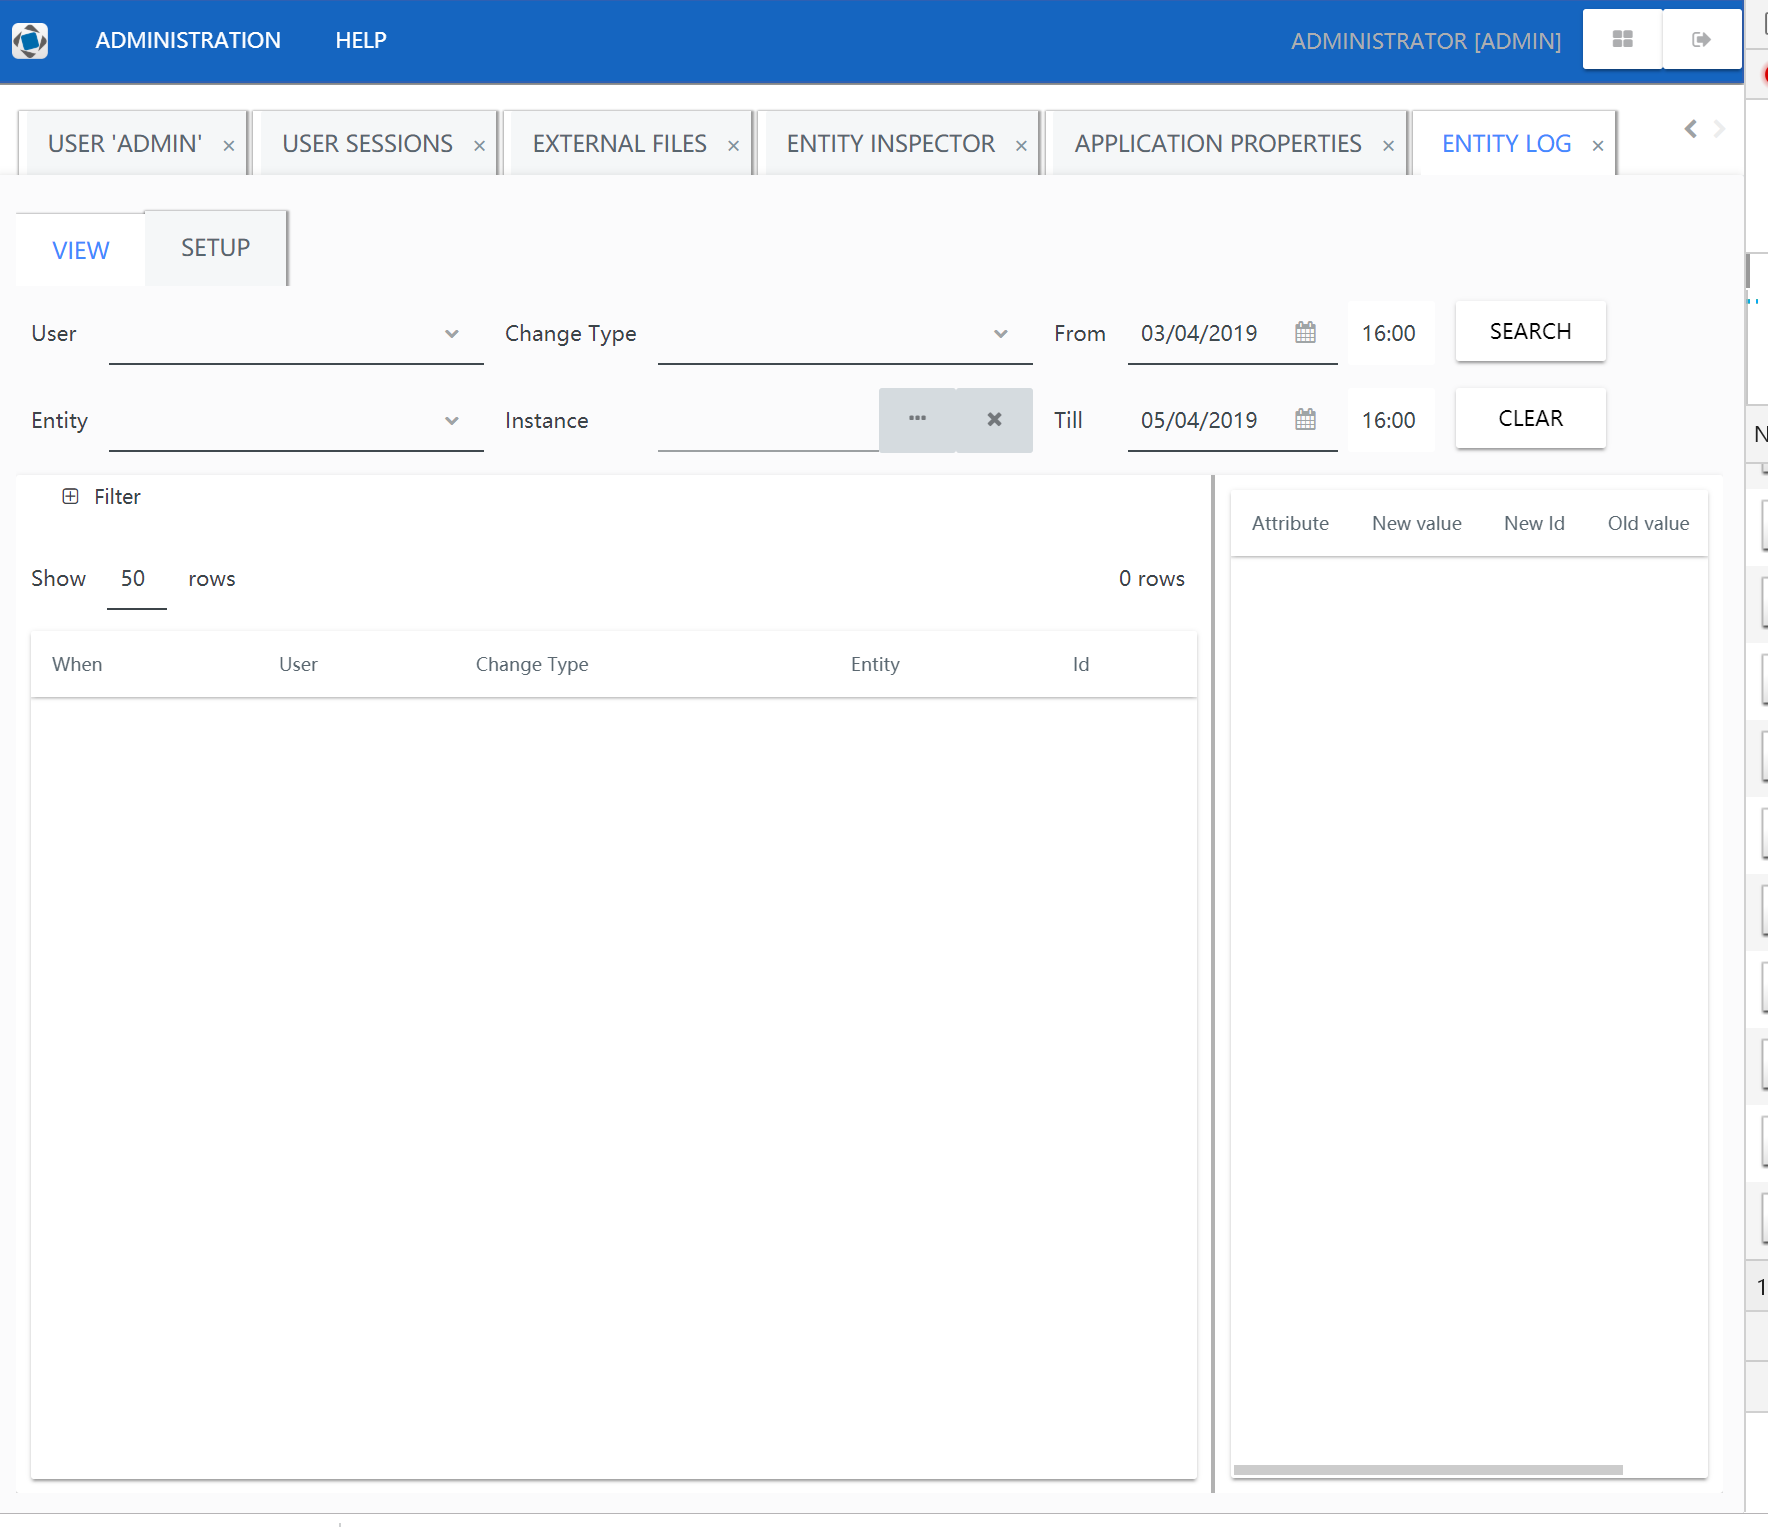 ADMINISTRATION HELP ADMINISTRATOR [ADMIN]
USER 'ADMIN' × USER SESSIONS × EXTERNAL FILES × ENTITY INSPECTOR × APPLICATION PROPERTIES × ENTITY LOG ×
VIEW SETUP
User Change Type From 03/04/2019 16:00 SEARCH
Entity Instance ... Till 05/04/2019 16:00 CLEAR
N
Filter
Attribute New value New Id Old value
Show 50 rows 0 rows
When User Change Type Entity Id
1